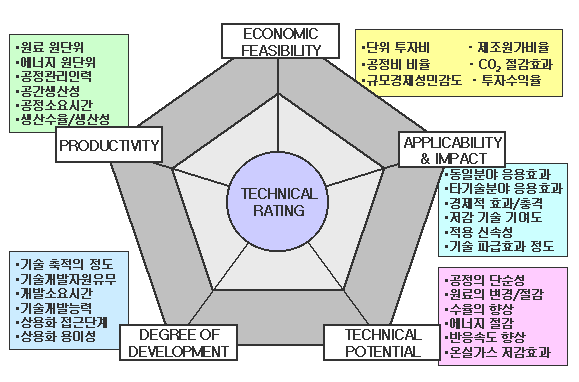 ECONOMIC
FEASIBILITY
·단위 투자비
·공정비 비율
·규모경제성민감도
·제조원가비율
·CO₂ 절감효과
·투자수익율
·원료 원단위
·에너지 원단위
·공정관리인력
·공간생산성
·공정소요시간
·생산수율/생산성
PRODUCTIVITY
APPLICABILITY
& IMPACT
·동일분야 응용효과
·타기술분야 응용효과
·경제적 효과/충격
·저감 기술 기여도
·적용 신속성
·기술 파급효과 정도
TECHNICAL
RATING
·기술 축적의 정도
·기술개발자원유무
·개발소요시간
·기술개발능력
·상용화 접근단계
·상용화 용이성
DEGREE OF
DEVELOPMENT
TECHNICAL
POTENTIAL
·공정의 단순성
·원료의 변경/절감
·수율의 향상
·에너지 절감
·반응속도 향상
·온실가스 저감효과